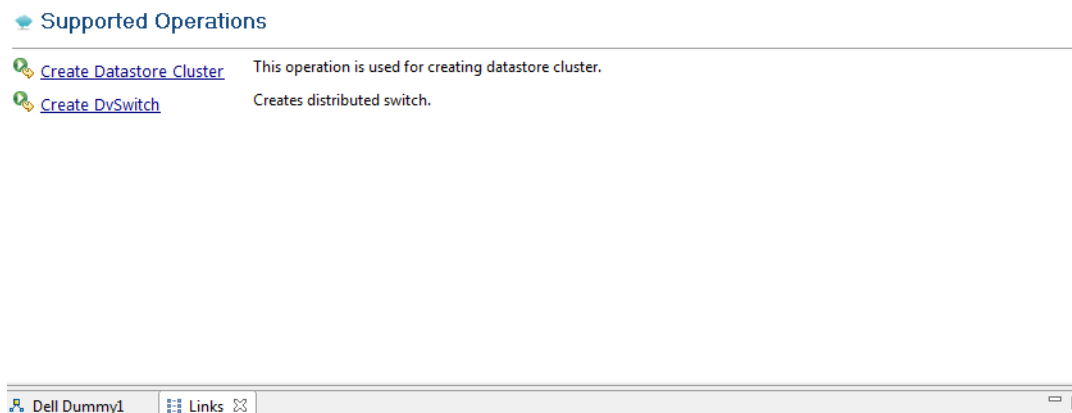 Supported Operations
Create Datastore Cluster This operation is used for creating datastore cluster.
Create DvSwitch Creates distributed switch.
Dell Dummy1 Links